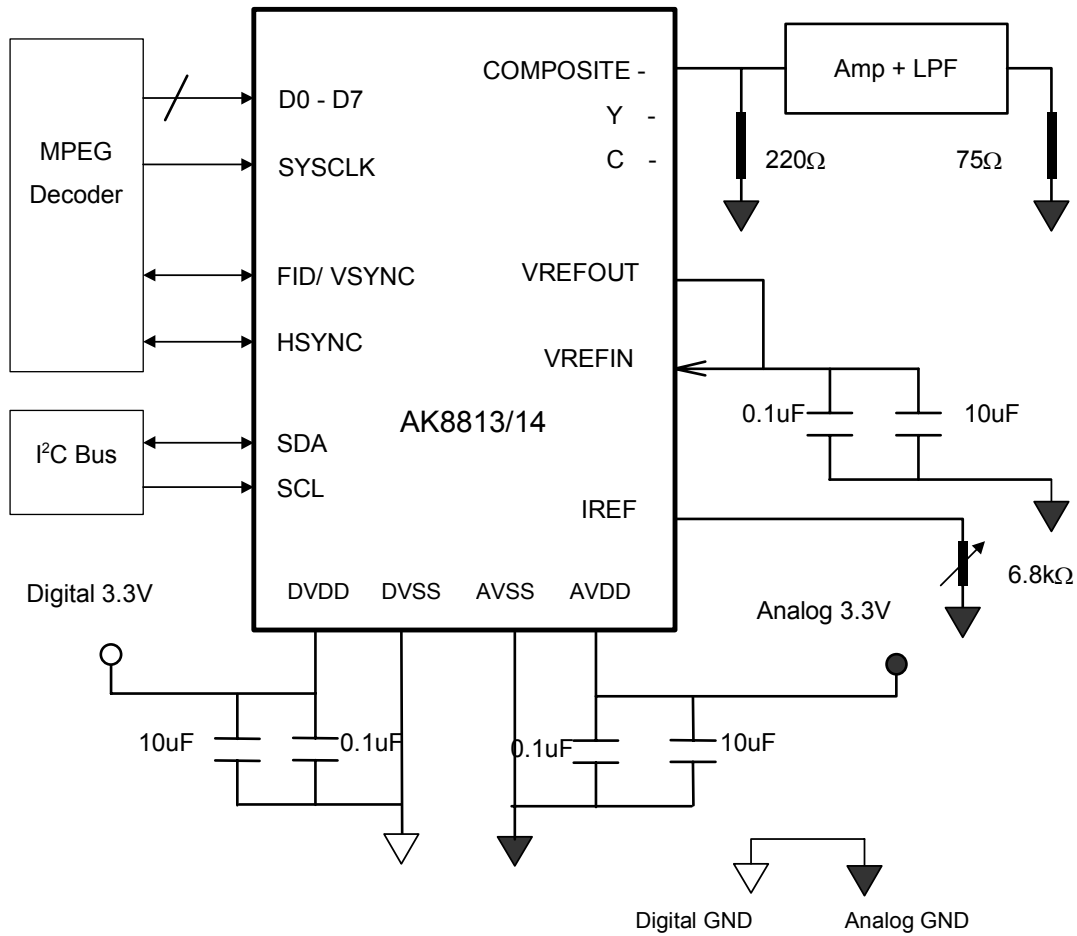 COMPOSITE -
Amp + LPF
D0 - D7
Y -
MPEG
Decoder
C -
220Ω
75Ω
SYSCLK
FID/ VSYNC
VREFOUT
HSYNC
VREFIN
0.1uF
10uF
AK8813/14
I²C Bus
SDA
SCL
IREF
6.8kΩ
Digital 3.3V
DVDD
DVSS
AVSS
AVDD
Analog 3.3V
10uF
0.1uF
0.1uF
10uF
Digital GND
Analog GND